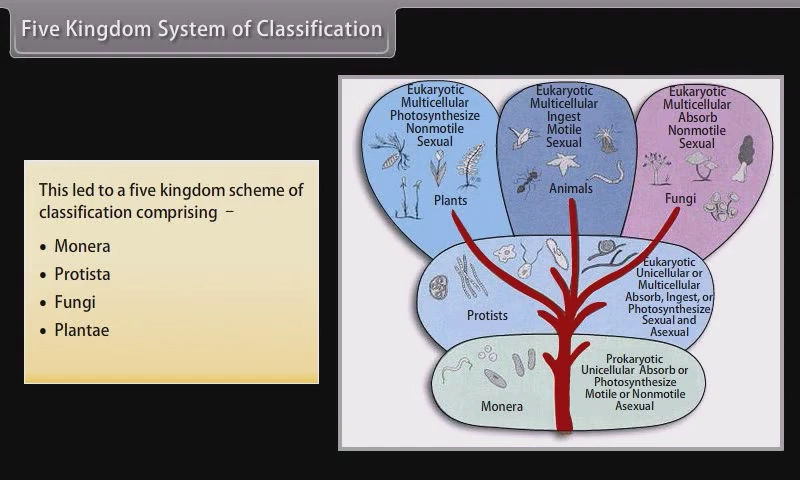 Five Kingdom System of Classification
This led to a five kingdom scheme of
classification comprising –
• Monera
• Protista
• Fungi
• Plantae
Eukaryotic
Multicellular
Photosynthesize
Nonmotile
Sexual
Plants
Eukaryotic
Multicellular
Ingest
Motile
Sexual
Animals
Eukaryotic
Multicellular
Absorb
Nonmotile
Sexual
Fungi
Protists
Eukaryotic
Unicellular or
Multicellular
Absorb, Ingest, or
Photosynthesize
Sexual and
Asexual
Monera
Prokaryotic
Unicellular Absorb or
Photosynthesize
Motile or Nonmotile
Asexual